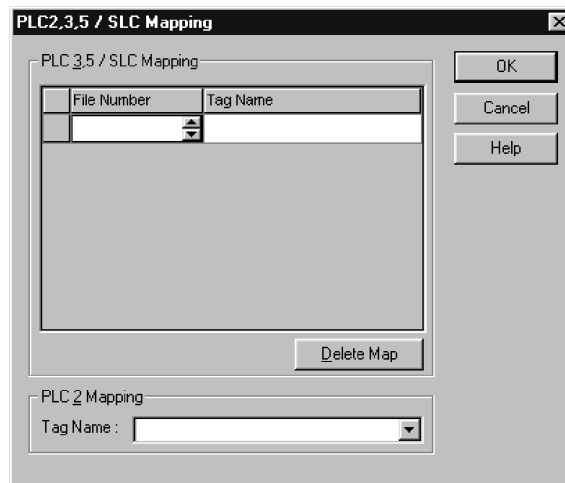 PLC2,3,5 / SLC Mapping
PLC 3,5 / SLC Mapping
File Number Tag Name
Delete Map
PLC 2 Mapping
Tag Name :
OK
Cancel
Help